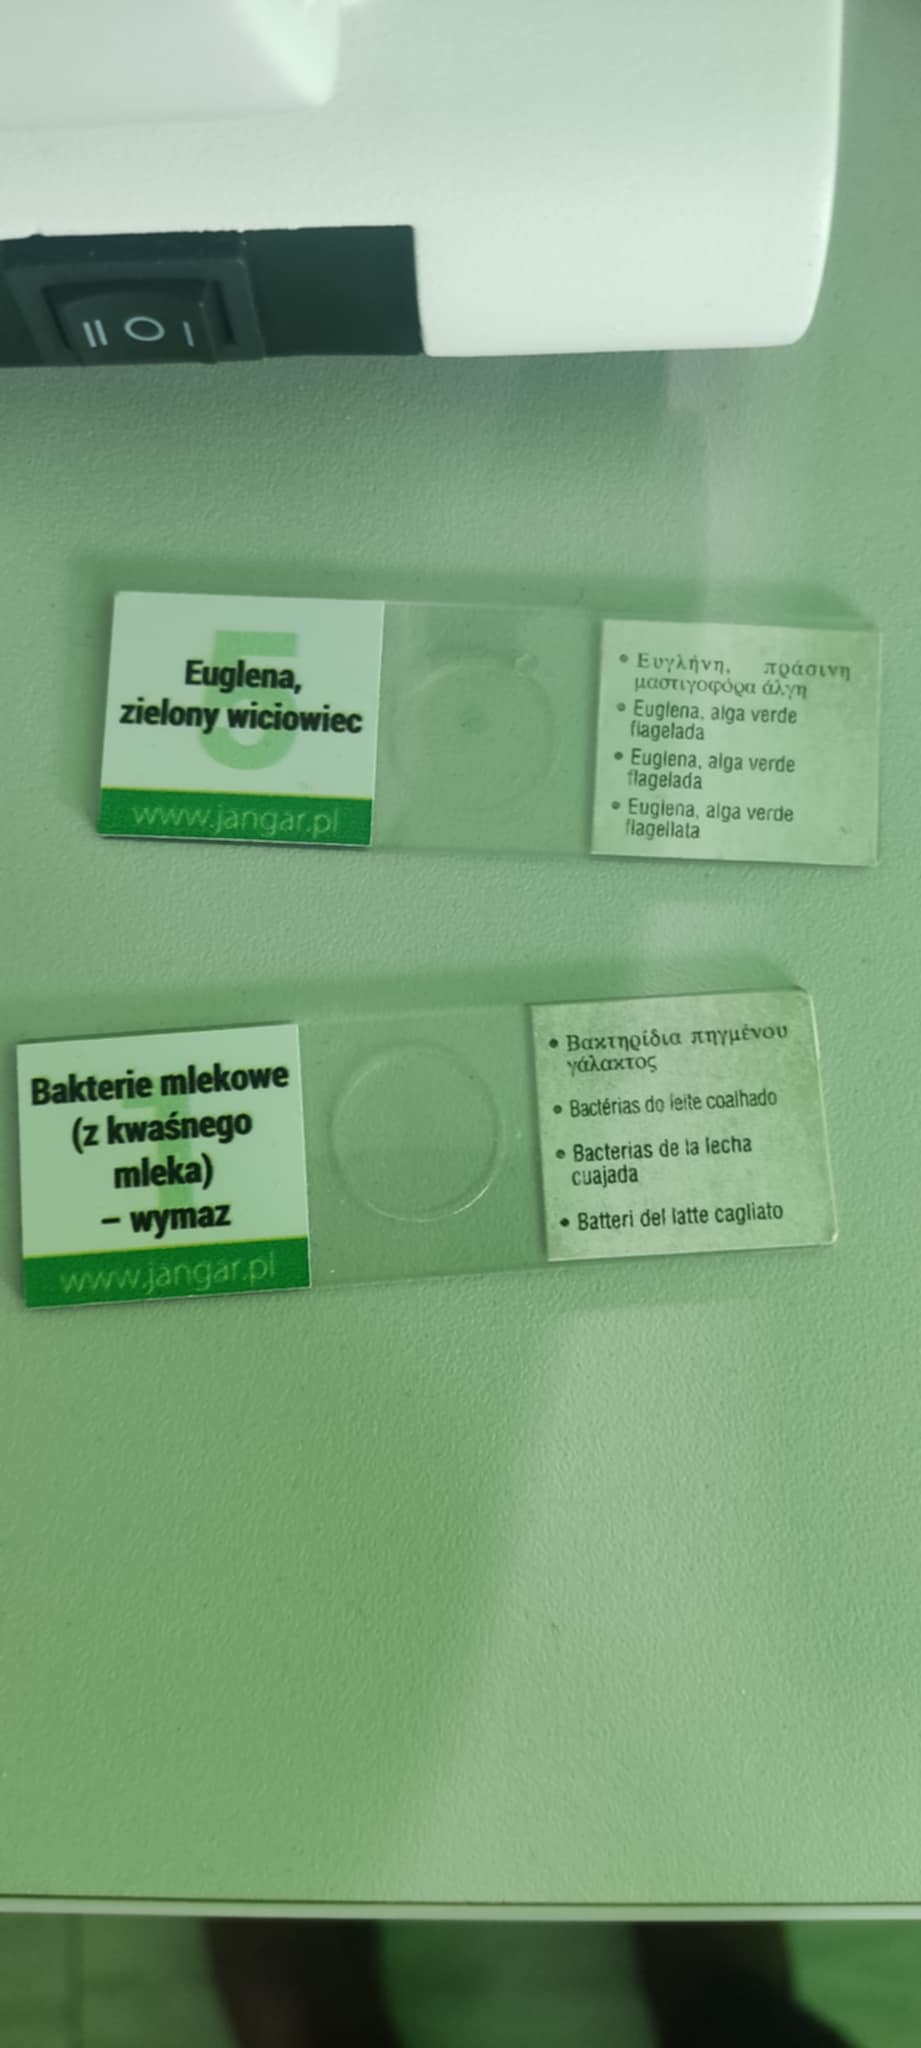 II O I
5
Euglena,
zielony wiciowiec
www.jangar.pl
• Ευγλήνη, πράσινη
μαστιγοφόρα άλγη
• Euglena, alga verde
flagelada
• Euglena, alga verde
flagelada
• Euglena, alga verde
flagellata
1
Bakterie mlekowe
(z kwaśnego
mleka)
– wymaz
www.jangar.pl
• Βακτηρίδια πηγμένου
γάλακτος
• Bactérias do leite coalhado
• Bacterias de la lecha
cuajada
• Batteri del latte cagliato